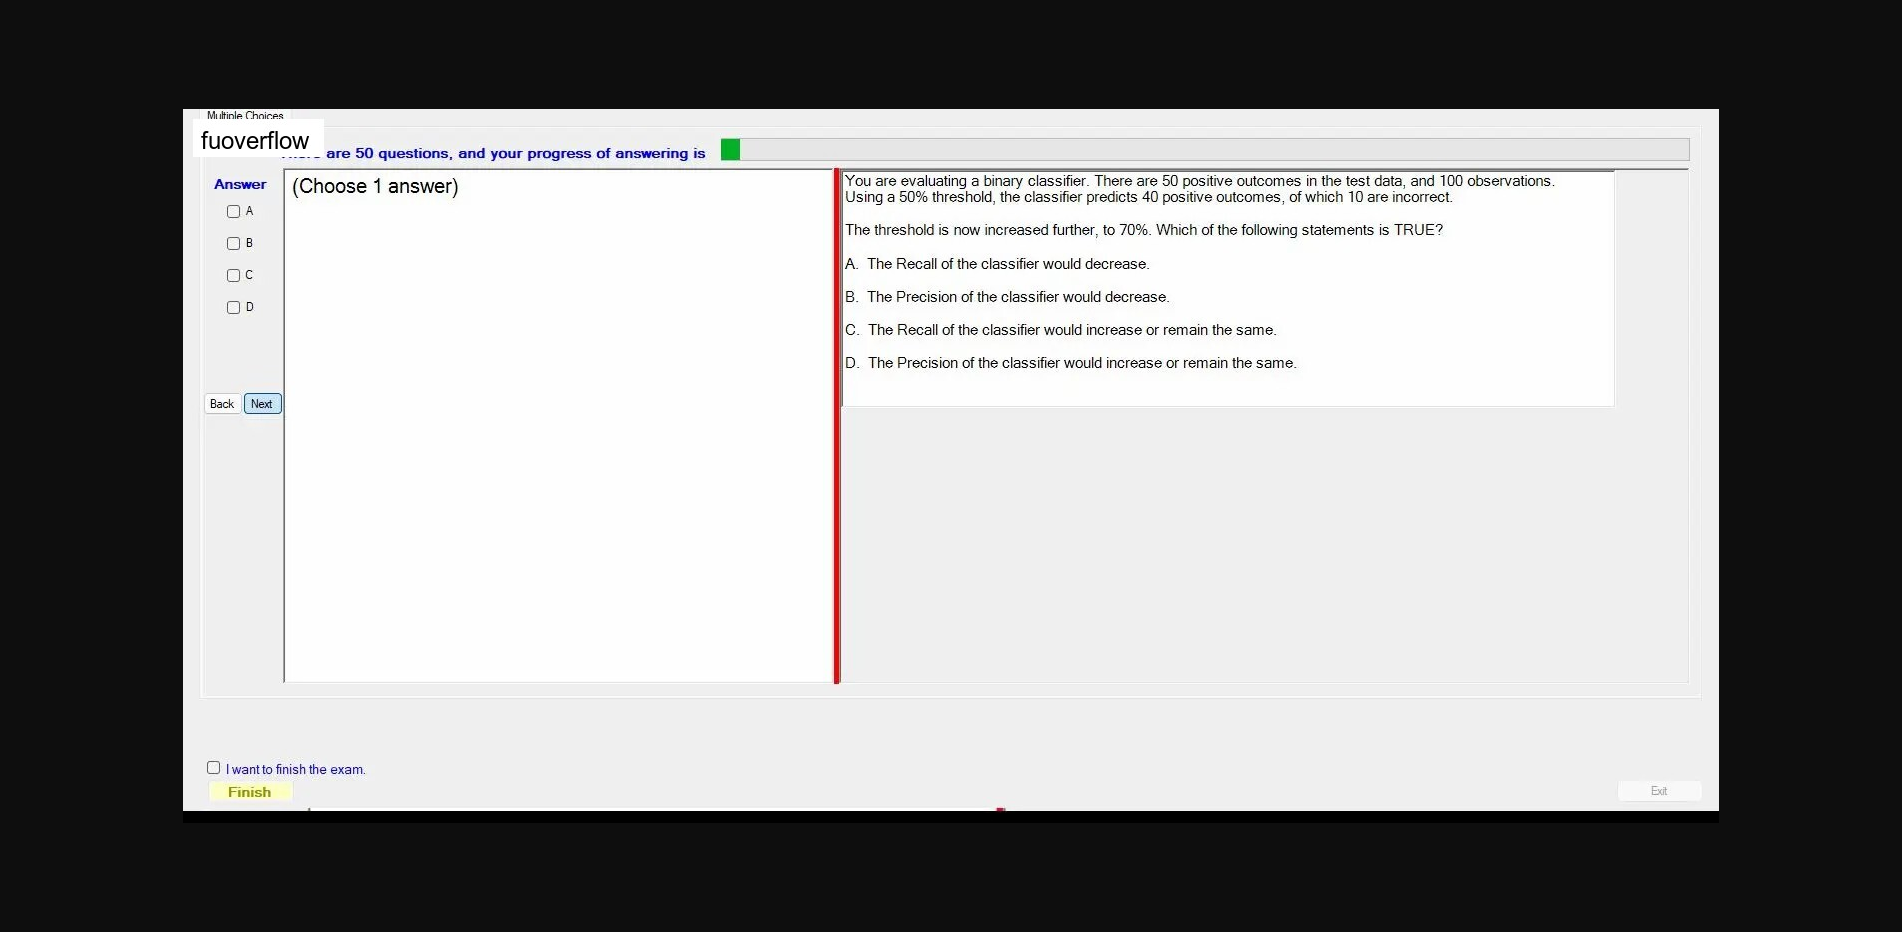 Multiple Choices
fuoverflow
are 50 questions, and your progress of answering is
Answer
(Choose 1 answer)
A
B
C
D
Back
Next
You are evaluating a binary classifier. There are 50 positive outcomes in the test data, and 100 observations.
Using a 50% threshold, the classifier predicts 40 positive outcomes, of which 10 are incorrect.
The threshold is now increased further, to 70%. Which of the following statements is TRUE?
A. The Recall of the classifier would decrease.
B. The Precision of the classifier would decrease.
C. The Recall of the classifier would increase or remain the same.
D. The Precision of the classifier would increase or remain the same.
I want to finish the exam.
Finish
Exit